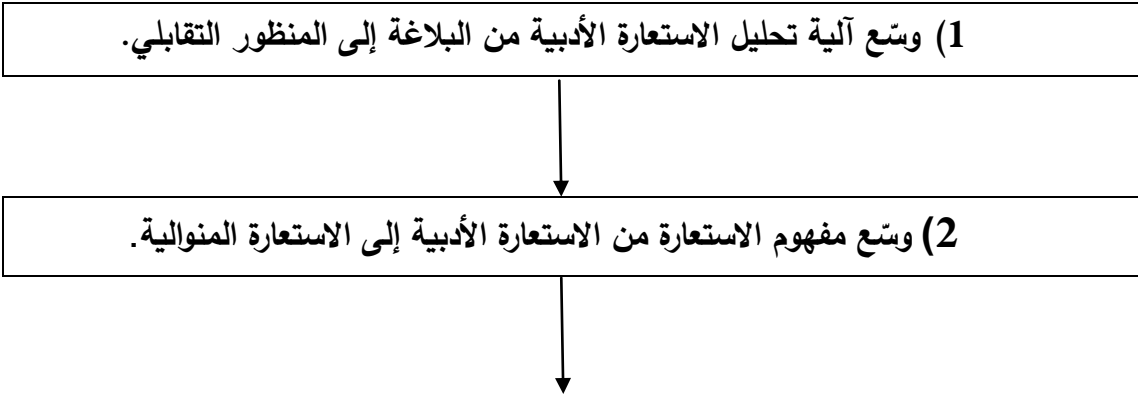 1) وسّع آلية تحليل الاستعارة الأدبية من البلاغة إلى المنظور التقابلي.
2) وسّع مفهوم الاستعارة من الاستعارة الأدبية إلى الاستعارة المنوالية.